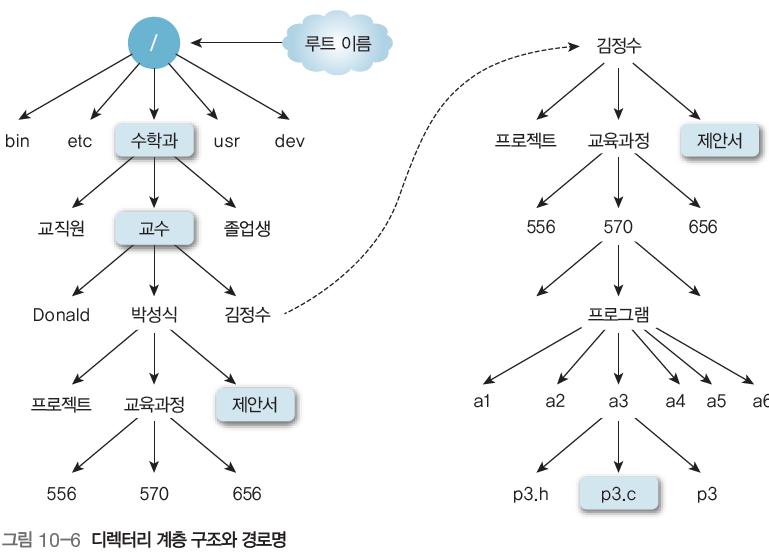 /
루트 이름
bin etc 수학과 usr dev
교직원 교수 졸업생
Donald 박성식 김정수
프로젝트 교육과정 제안서
556 570 656
김정수
프로젝트 교육과정 제안서
556 570 656
프로그램
a1 a2 a3 a4 a5 a6
p3.h p3.c p3
그림 10-6 디렉터리 계층 구조와 경로명